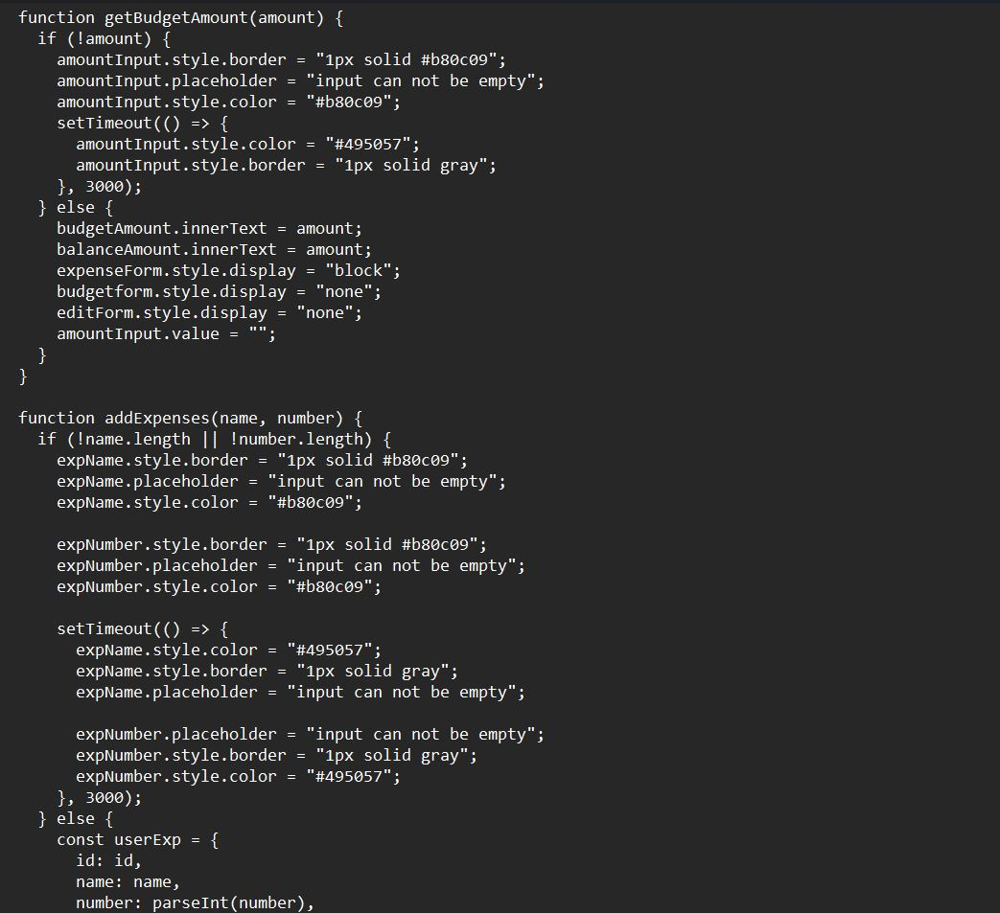 function getBudgetAmount(amount) {
  if (!amount) {
    amountInput.style.border = "1px solid #b80c09";
    amountInput.placeholder = "input can not be empty";
    amountInput.style.color = "#b80c09";
    setTimeout(() => {
      amountInput.style.color = "#495057";
      amountInput.style.border = "1px solid gray";
    }, 3000);
  } else {
    budgetAmount.innerText = amount;
    balanceAmount.innerText = amount;
    expenseForm.style.display = "block";
    budgetform.style.display = "none";
    editForm.style.display = "none";
    amountInput.value = "";
  }
}

function addExpenses(name, number) {
  if (!name.length || !number.length) {
    expName.style.border = "1px solid #b80c09";
    expName.placeholder = "input can not be empty";
    expName.style.color = "#b80c09";

    expNumber.style.border = "1px solid #b80c09";
    expNumber.placeholder = "input can not be empty";
    expNumber.style.color = "#b80c09";

    setTimeout(() => {
      expName.style.color = "#495057";
      expName.style.border = "1px solid gray";
      expName.placeholder = "input can not be empty";

      expNumber.placeholder = "input can not be empty";
      expNumber.style.border = "1px solid gray";
      expNumber.style.color = "#495057";
    }, 3000);
  } else {
    const userExp = {
      id: id,
      name: name,
      number: parseInt(number),